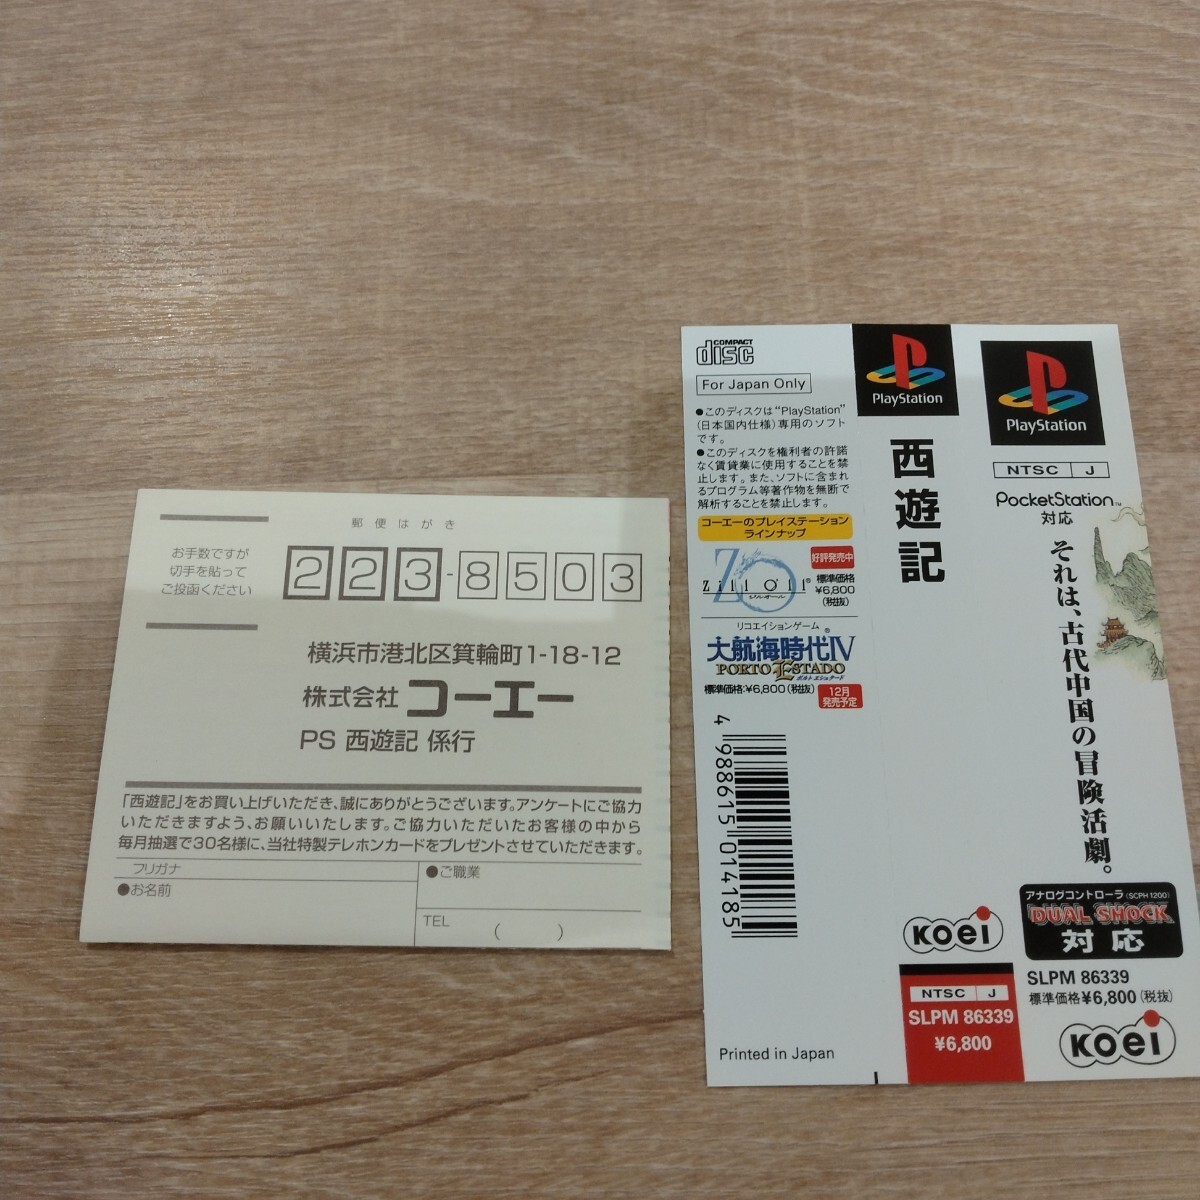 郵便はがき
お手数ですが
切手を貼って
ご投函ください
223-8503
横浜市港北区箕輪町1-18-12
株式会社 コーエー
PS 西遊記 係行
「西遊記」をお買い上げいただき、誠にありがとうございます。アンケートにご協力
いただきますよう、お願いいたします。ご協力いただいたお客様の中から
毎月抽選で30名様に、当社特製テレホンカードをプレゼントさせていただきます。
フリガナ
●お名前
●ご職業
TEL ( )
COMPACT
disc
For Japan Only
●このディスクは“PlayStation”
(日本国内仕様)専用のソフト
です。
●このディスクを権利者の許諾
なく賃貸業に使用することを禁
止します。また、ソフトに含まれ
るプログラム等著作物を無断で
解析することを禁止します。
コーエーのプレイステーション
ラインナップ
ZO
Zill O'll®
ジルオール
好評発売中
標準価格
¥6,800
(税抜)
リコエイションゲーム®
大航海時代IV
PORTO ESTADO
ポルト エシュタード
標準価格:¥6,800(税抜)
12月
発売予定
4 988615 014185
Printed in Japan
PlayStation
西遊記
koei
NTSC J
SLPM 86339
¥6,800
PlayStation
NTSC J
PocketStation™
対応
それは、古代中国の冒険活劇。
アナログコントローラ(SCPH 1200)
DUAL SHOCK
対応
SLPM 86339
標準価格¥6,800(税抜)
koei